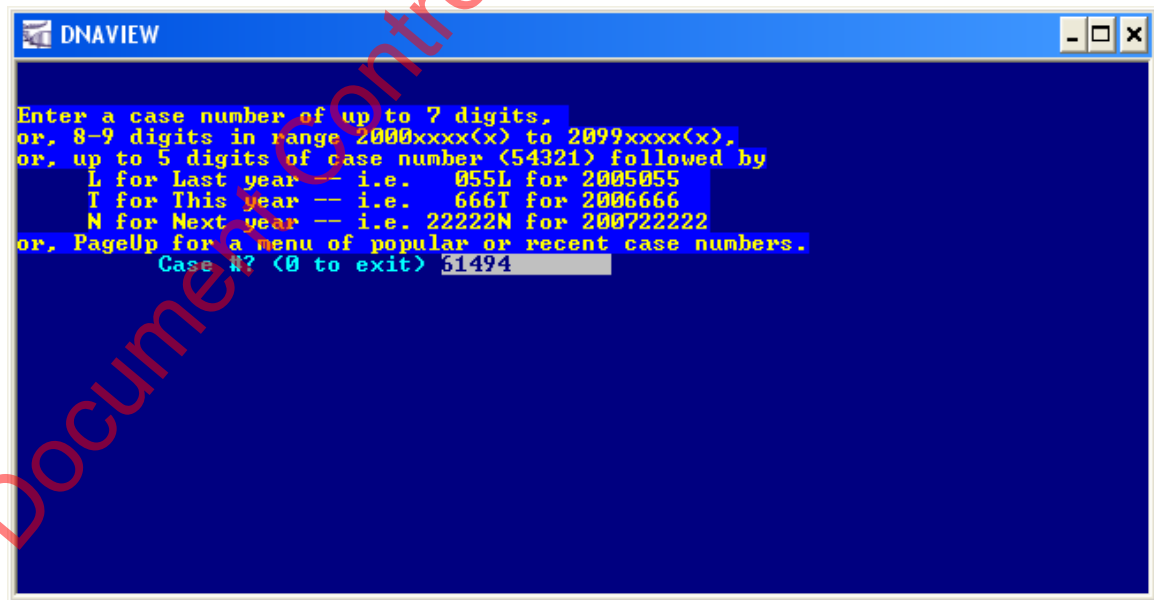 DNAVIEW
Enter a case number of up to 7 digits,
or, 8-9 digits in range 2000xxxx(x) to 2099xxxx(x),
or, up to 5 digits of case number (54321) followed by
L for Last year -- i.e. 055L for 2005055
T for This year -- i.e. 666T for 2006666
N for Next year -- i.e. 22222N for 200722222
or, PageUp for a menu of popular or recent case numbers.
Case #? (0 to exit) 61494
Document Contro